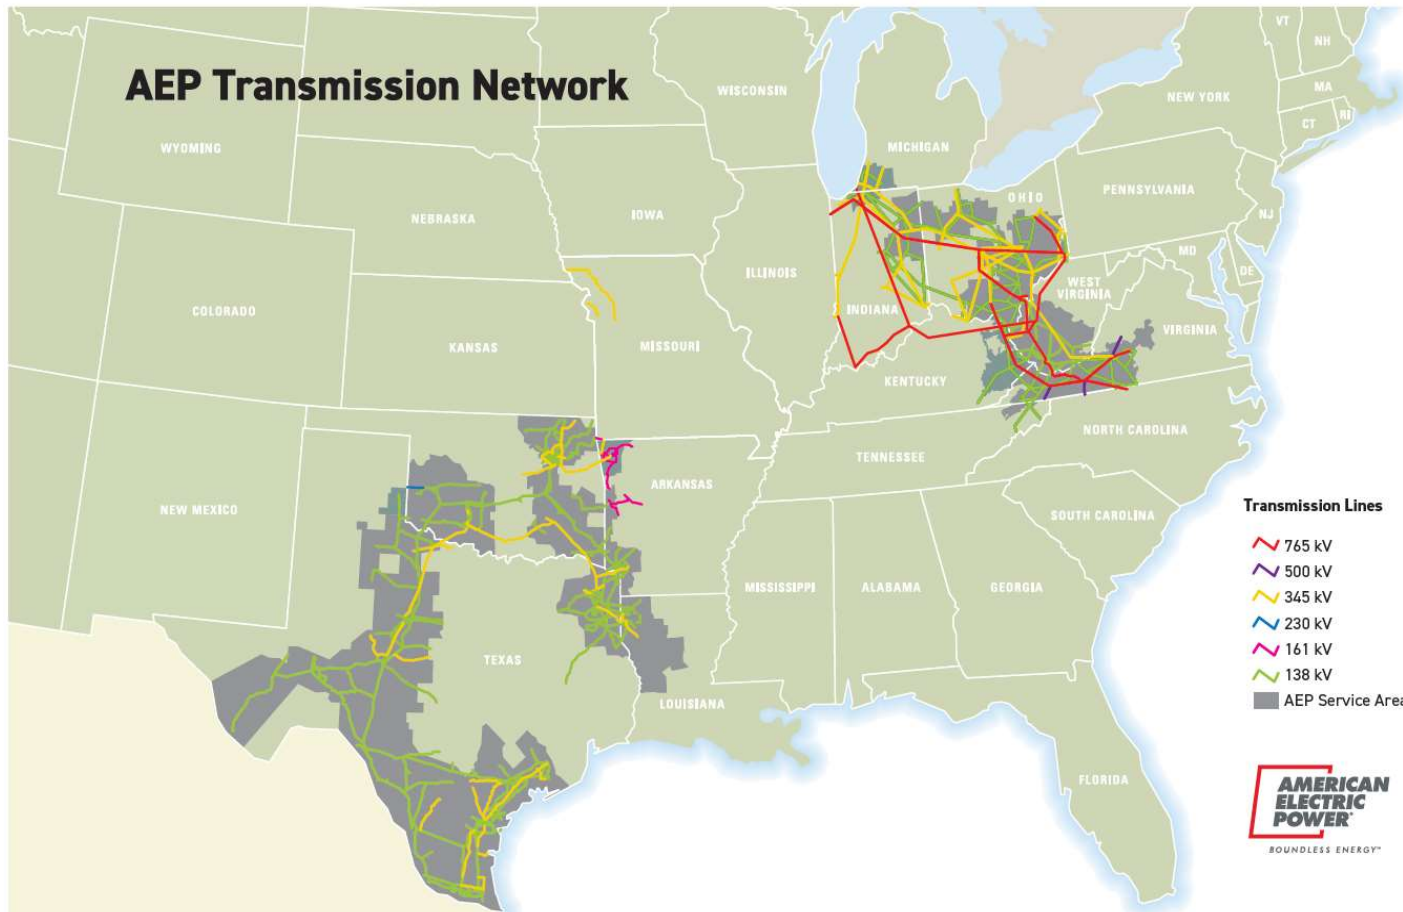 AEP Transmission Network
VT
NH
WISCONSIN
MA
NEW YORK
CT
RI
WYOMING
MICHIGAN
PENNSYLVANIA
OHIO
NJ
NEBRASKA
IOWA
MD
DE
ILLINOIS
WEST
VIRGINIA
COLORADO
INDIANA
VIRGINIA
KANSAS
MISSOURI
KENTUCKY
NORTH CAROLINA
TENNESSEE
ARKANSAS
NEW MEXICO
SOUTH CAROLINA
MISSISSIPPI
ALABAMA
GEORGIA
TEXAS
LOUISIANA
FLORIDA
Transmission Lines
765 kV
500 kV
345 kV
230 kV
161 kV
138 kV
AEP Service Area
AMERICAN
ELECTRIC
POWER®
BOUNDLESS ENERGY™